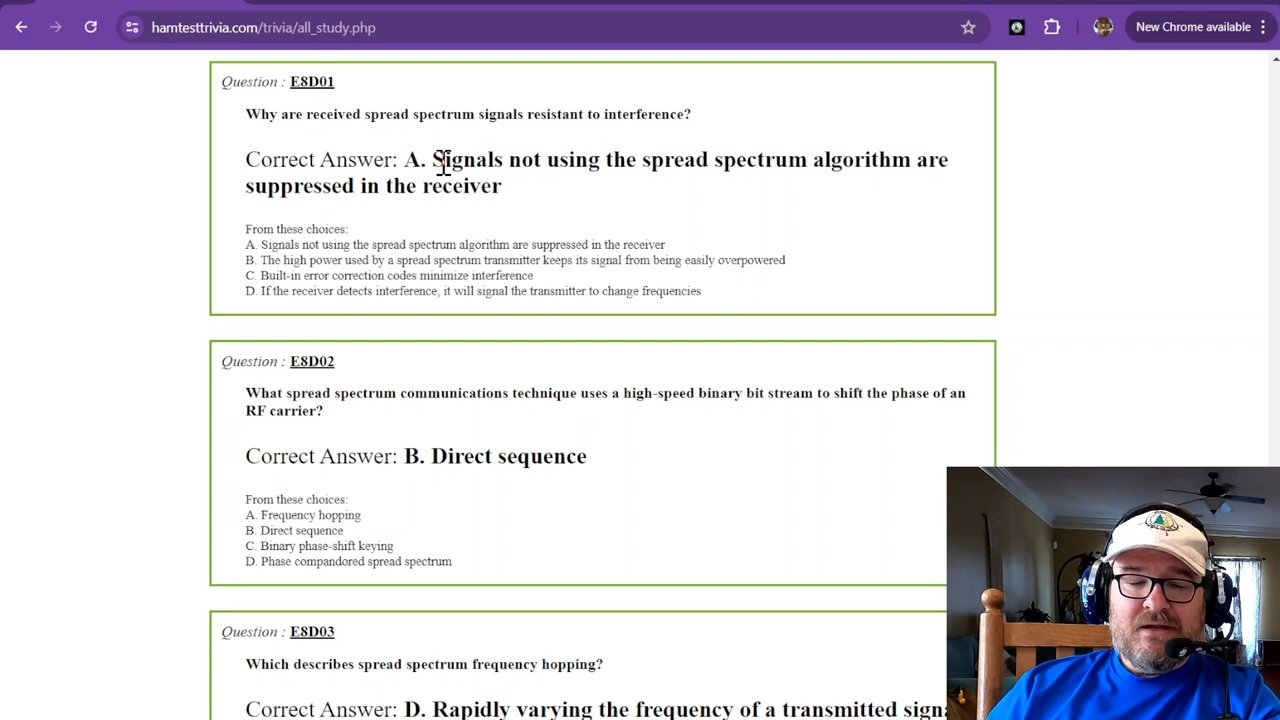 hamtesttrivia.com/trivia/all_study.php
New Chrome available
Question : E8D01
Why are received spread spectrum signals resistant to interference?
Correct Answer: A. Signals not using the spread spectrum algorithm are
suppressed in the receiver
From these choices:
A. Signals not using the spread spectrum algorithm are suppressed in the receiver
B. The high power used by a spread spectrum transmitter keeps its signal from being easily overpowered
C. Built-in error correction codes minimize interference
D. If the receiver detects interference, it will signal the transmitter to change frequencies
Question : E8D02
What spread spectrum communications technique uses a high-speed binary bit stream to shift the phase of an
RF carrier?
Correct Answer: B. Direct sequence
From these choices:
A. Frequency hopping
B. Direct sequence
C. Binary phase-shift keying
D. Phase compandored spread spectrum
Question : E8D03
Which describes spread spectrum frequency hopping?
Correct Answer: D. Rapidly varying the frequency of a transmitted